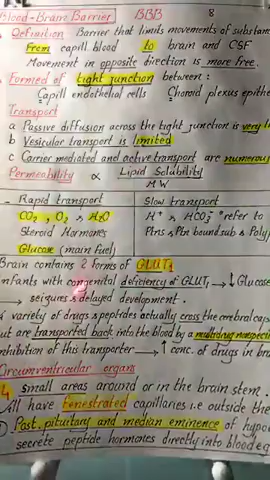 Blood-Brain Barrier BBB 8
Definition: Barrier that limits movements of substan
From capill blood to brain and CSF
Movement in opposite direction is more free.
Formed of tight junction between:
Capill endothelial cells Choroid plexus epithe
Transport
a Passive diffusion across the tight junction is very l
b Vesicular transport is limited
c Carrier mediated and active transport are numerou
Permeability ∝ Lipid Solubility
MW
Rapid transport Slow transport
CO2, O2, H2O H+ HCO3- *refer to
Steroid Hormones Ptns, Ptn bound sub & Poly
Glucose (main fuel)
Brain contains 2 forms of GLUT1
infants with congenital deficiency of GLUT1 → ↓ Glucose
→ seizures & delayed development.
A variety of drugs & peptides actually cross the cerebral capi
but are transported back into the blood by a multidrug nonspecifi
inhibition of this transporter → ↑ conc. of drugs in bra
Circumventricular organs
4 small areas around or in the brain stem.
All have fenestrated capillaries i.e outside the
① Post. pituitary and median eminence of hypo
secrete peptide hormones directly into blood eg